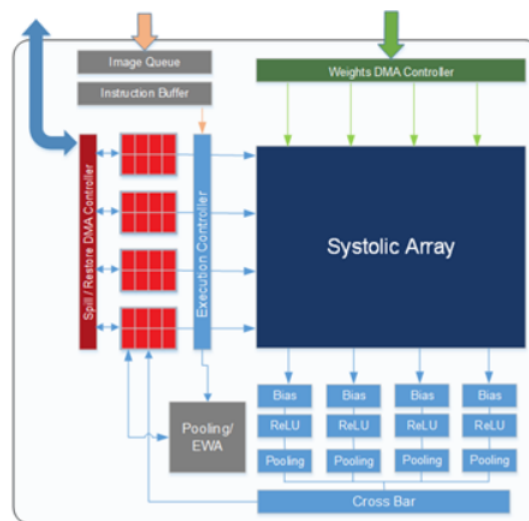 Image Queue
Instruction Buffer
Weights DMA Controller
Spill / Restore DMA Controller
Execution Controller
Systolic Array
Bias Bias Bias Bias
ReLU ReLU ReLU ReLU
Pooling Pooling Pooling Pooling
Pooling/
EWA
Cross Bar